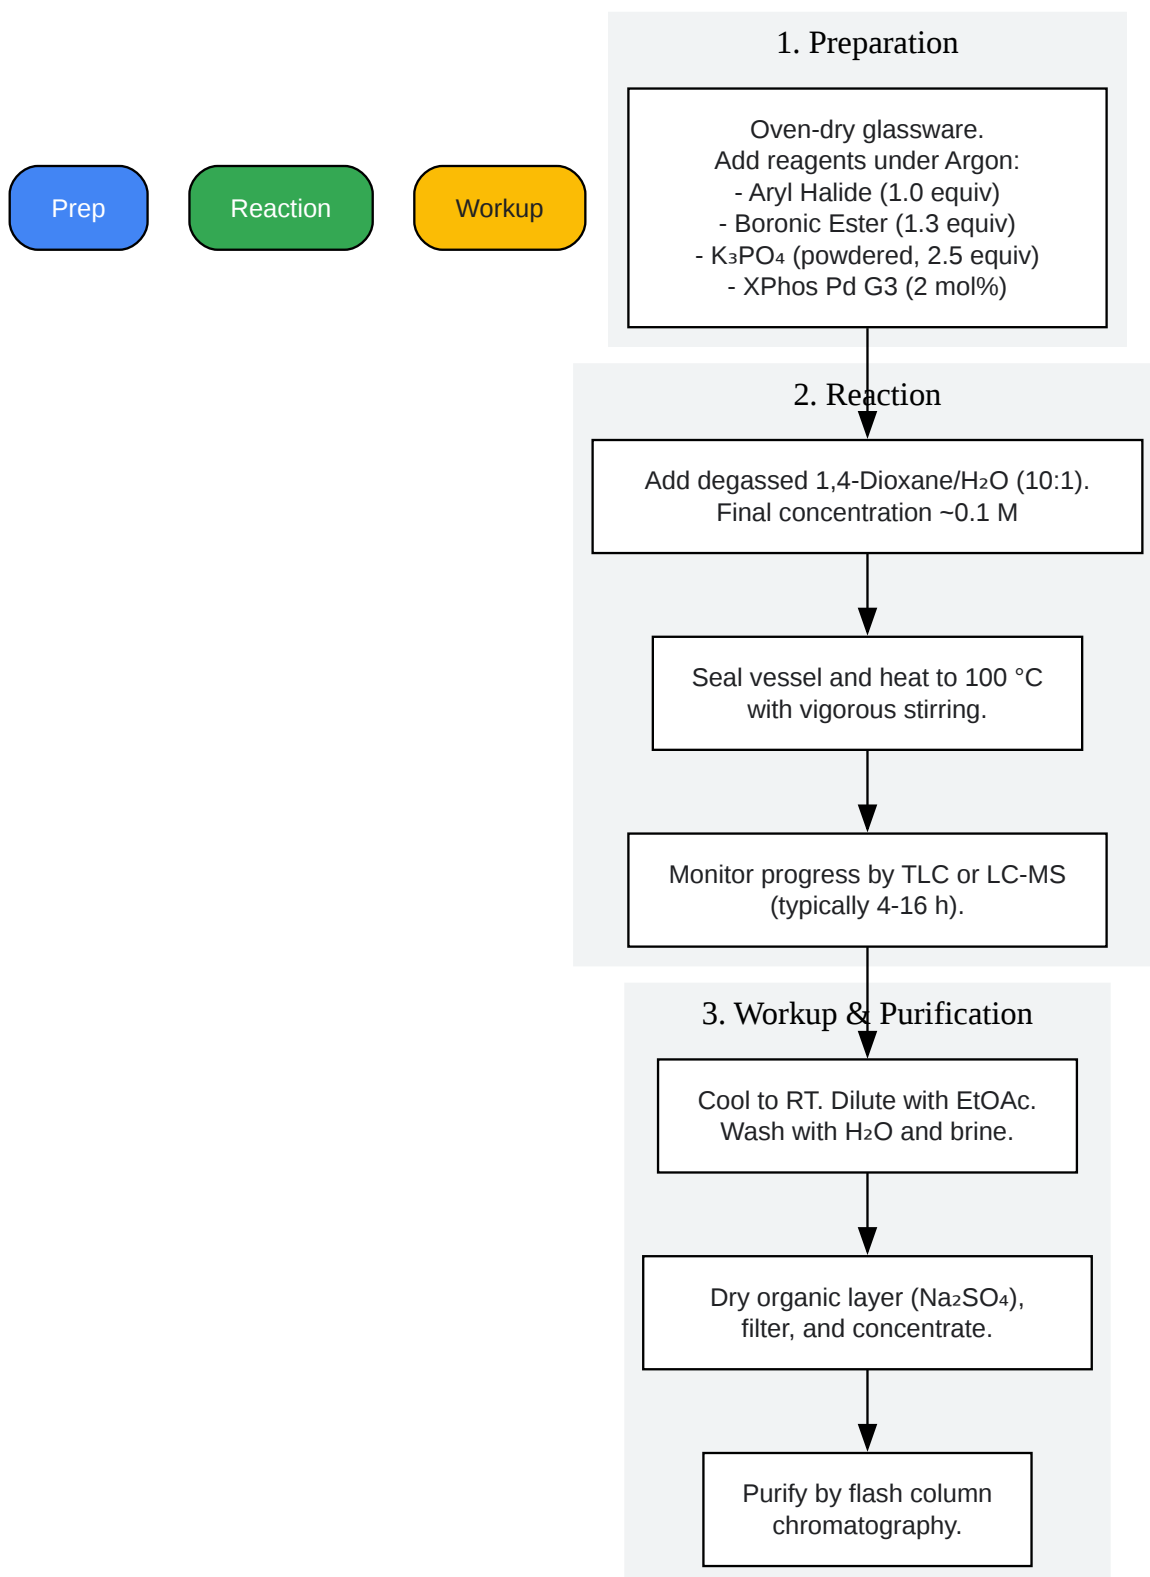 Prep
Reaction
Workup
1. Preparation
Oven-dry glassware.
Add reagents under Argon:
- Aryl Halide (1.0 equiv)
- Boronic Ester (1.3 equiv)
- K₃PO₄ (powdered, 2.5 equiv)
- XPhos Pd G3 (2 mol%)
2. Reaction
Add degassed 1,4-Dioxane/H₂O (10:1).
Final concentration ~0.1 M
Seal vessel and heat to 100 °C
with vigorous stirring.
Monitor progress by TLC or LC-MS
(typically 4-16 h).
3. Workup & Purification
Cool to RT. Dilute with EtOAc.
Wash with H₂O and brine.
Dry organic layer (Na₂SO₄),
filter, and concentrate.
Purify by flash column
chromatography.